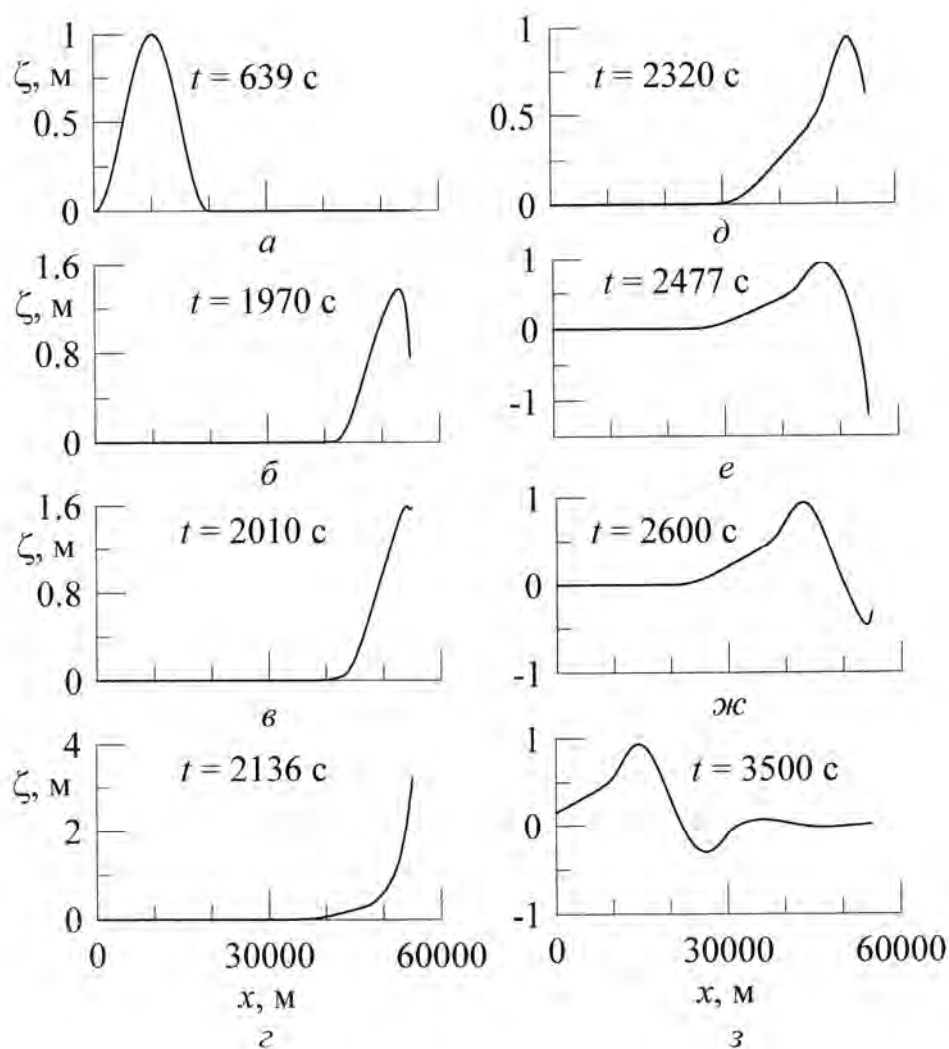 1
ζ, м
t = 639 с
0.5
0
а
1.6
ζ, м
t = 1970 с
0.8
0
б
1.6
ζ, м
t = 2010 с
0.8
0
в
4
ζ, м
t = 2136 с
2
0
0 30000 60000
x, м
г
1
t = 2320 с
0.5
0
д
1
t = 2477 с
0
-1
е
1
t = 2600 с
0
-1
ж
1
t = 3500 с
0
-1
0 30000 60000
x, м
з